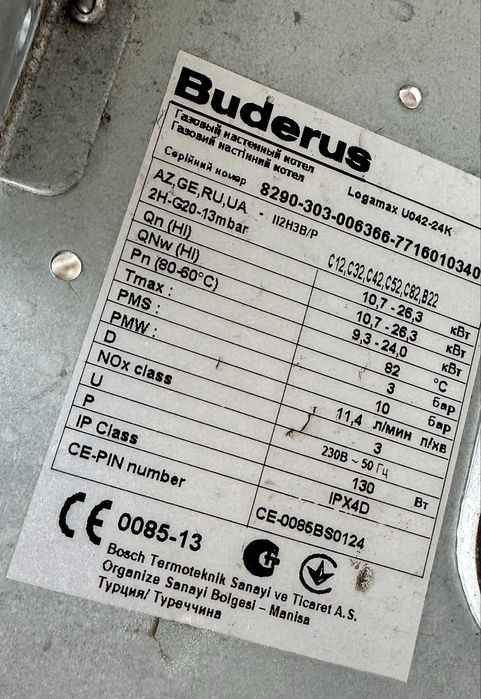 Buderus
Газовый настенный котел
Газовий настінний котел
Logamax U042-24K
Серійний номер 8290-303-006366-7716010340
AZ,GE,RU,UA - II2H3B/P C12,C32,C42,C52,C82,B22
2H-G20-13mbar
Qn (Hi) 10,7 - 26,3 кВт
QNw (Hi) 10,7 - 26,3 кВт
Pn (80-60°C) 9,3 - 24,0 кВт
Tmax : 82 °C
PMS : 3 бар
PMW : 10 бар
D 11,4 л/мин л/хв
NOx class 3
U 230В ~ 50 Гц
P 130 Вт
IP Class IPX4D
CE-PIN number CE-0085BS0124
CE 0085-13
Bosch Termoteknik Sanayi ve Ticaret A.S.
Organize Sanayi Bolgesi – Manisa
Турция/ Туреччина